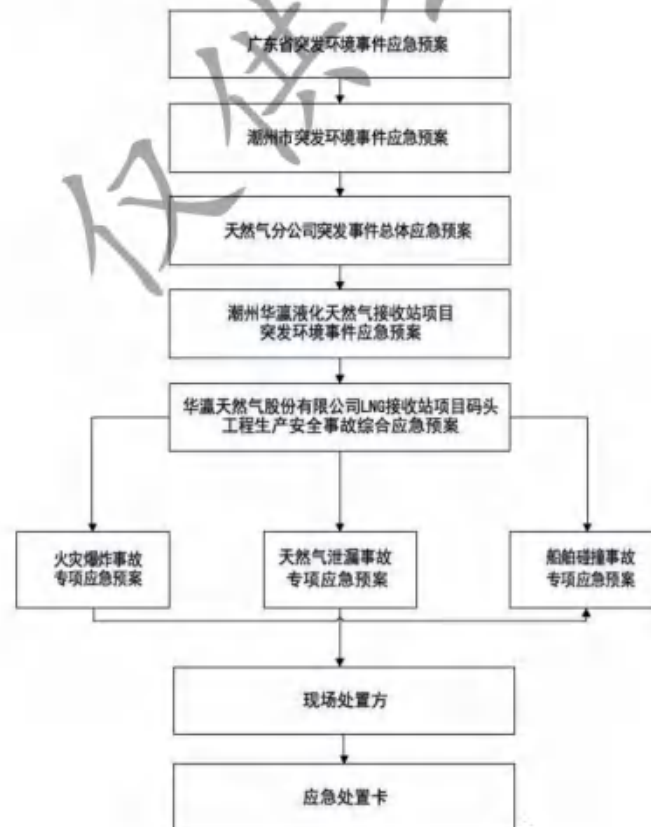 广东省突发环境事件应急预案
潮州市突发环境事件应急预案
天然气分公司突发事件总体应急预案
潮州华瀛液化天然气接收站项目
突发环境事件应急预案
华瀛天然气股份有限公司LNG接收站项目码头
工程生产安全事故综合应急预案
火灾爆炸事故
专项应急预案
天然气泄漏事故
专项应急预案
船舶碰撞事故
专项应急预案
现场处置方
应急处置卡
仅供